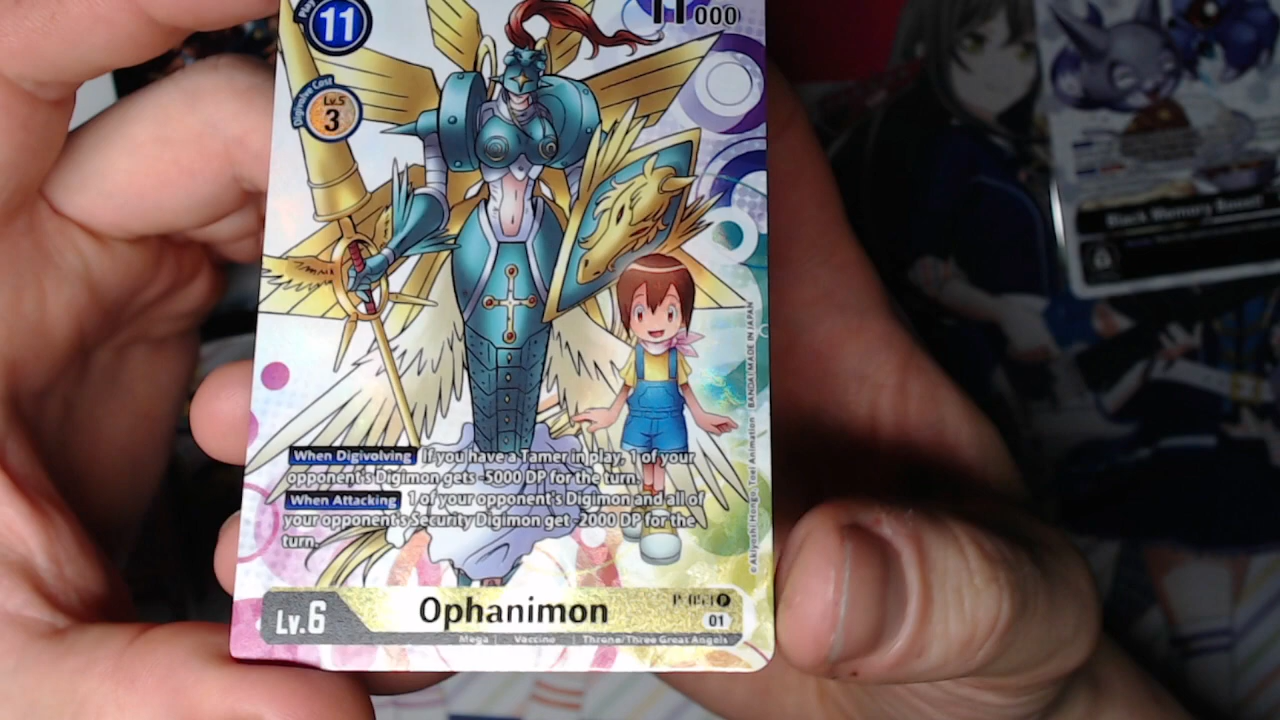 Play
11
11000
Digivolve Cost
Lv.5
3
When Digivolving If you have a Tamer in play, 1 of your
opponent's Digimon gets -5000 DP for the turn.
When Attacking 1 of your opponent's Digimon and all of
your opponent's Security Digimon get -2000 DP for the
turn.
©Akiyoshi Hongo, Toei Animation BANDAI MADE IN JAPAN
P
01
Lv.6
Ophanimon
Mega | Vaccine | Throne/Three Great Angels
Black Memory Boost!